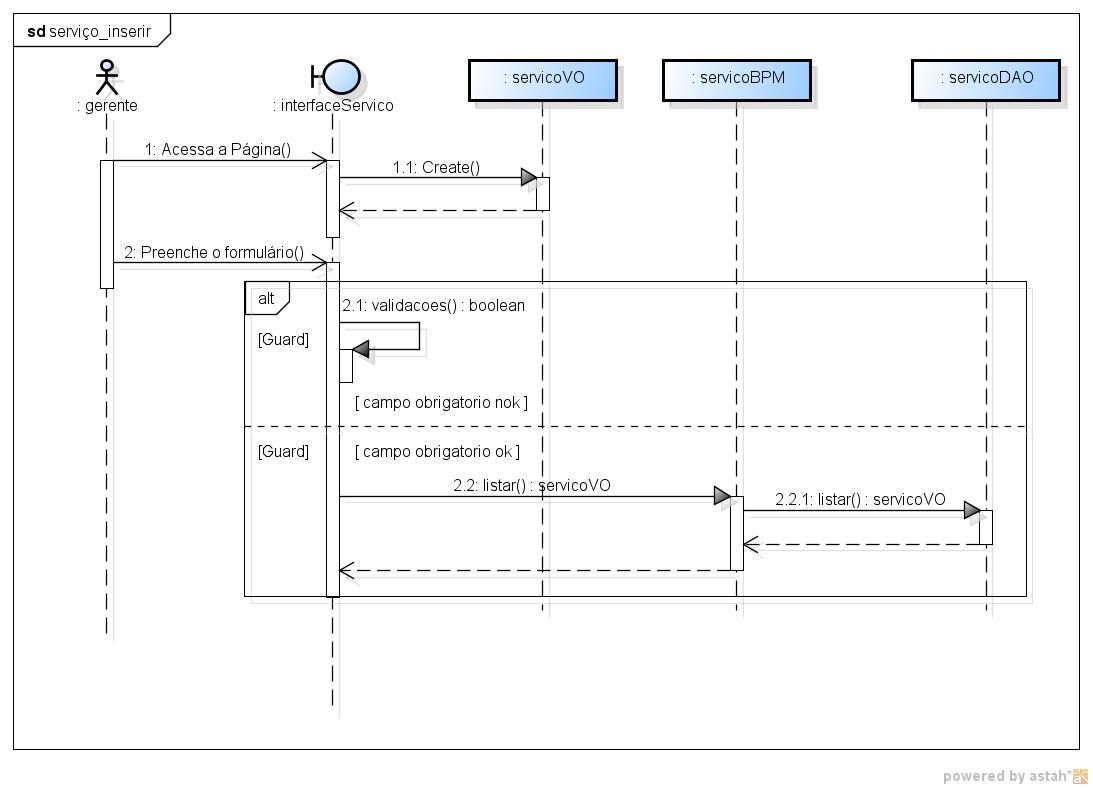 sd serviço_inserir
: gerente
: interfaceServico
: servicoVO
: servicoBPM
: servicoDAO
1: Acessa a Página()
1.1: Create()
2: Preenche o formulário()
alt
2.1: validacoes() : boolean
[Guard]
[ campo obrigatorio nok ]
[Guard]
[ campo obrigatorio ok ]
2.2: listar() : servicoVO
2.2.1: listar() : servicoVO
powered by astah*